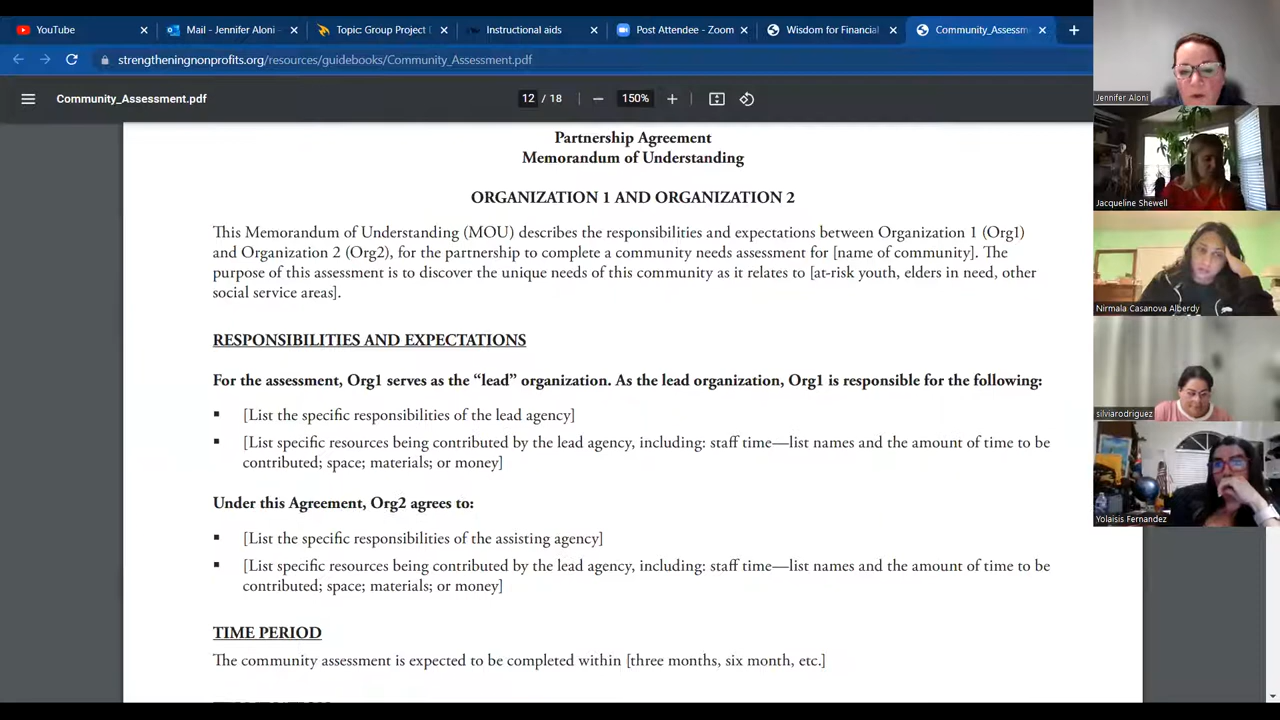 YouTube
Mail - Jennifer Aloni -
Topic: Group Project D
Instructional aids
Post Attendee - Zoom
Wisdom for Financial
Community_Assessm
strengtheningnonprofits.org/resources/guidebooks/Community_Assessment.pdf
Community_Assessment.pdf
12 / 18
150%
Partnership Agreement
Memorandum of Understanding
ORGANIZATION 1 AND ORGANIZATION 2
This Memorandum of Understanding (MOU) describes the responsibilities and expectations between Organization 1 (Org1)
and Organization 2 (Org2), for the partnership to complete a community needs assessment for [name of community]. The
purpose of this assessment is to discover the unique needs of this community as it relates to [at-risk youth, elders in need, other
social service areas].
RESPONSIBILITIES AND EXPECTATIONS
For the assessment, Org1 serves as the “lead” organization. As the lead organization, Org1 is responsible for the following:
▪ [List the specific responsibilities of the lead agency]
▪ [List specific resources being contributed by the lead agency, including: staff time—list names and the amount of time to be
contributed; space; materials; or money]
Under this Agreement, Org2 agrees to:
▪ [List the specific responsibilities of the assisting agency]
▪ [List specific resources being contributed by the lead agency, including: staff time—list names and the amount of time to be
contributed; space; materials; or money]
TIME PERIOD
The community assessment is expected to be completed within [three months, six month, etc.]
Jennifer Aloni
Jacqueline Shewell
Nirmala Casanova Alberdy
silviarodriguez
Yolaisis Fernandez